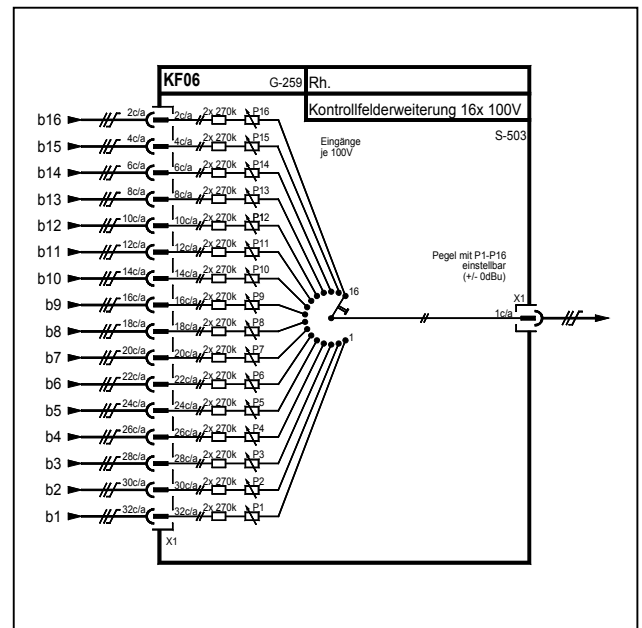 KF06 G-259 Rh.
Kontrollfelderweiterung 16x 100V
S-503
Eingänge
je 100V
b16 2c/a 2c/a 2x 270k P16
b15 4c/a 4c/a 2x 270k P15
b14 6c/a 6c/a 2x 270k P14
b13 8c/a 8c/a 2x 270k P13
b12 10c/a 10c/a 2x 270k P12
b11 12c/a 12c/a 2x 270k P11
b10 14c/a 14c/a 2x 270k P10
b9 16c/a 16c/a 2x 270k P9
b8 18c/a 18c/a 2x 270k P8
b7 20c/a 20c/a 2x 270k P7
b6 22c/a 22c/a 2x 270k P6
b5 24c/a 24c/a 2x 270k P5
b4 26c/a 26c/a 2x 270k P4
b3 28c/a 28c/a 2x 270k P3
b2 30c/a 30c/a 2x 270k P2
b1 32c/a 32c/a 2x 270k P1
X1
16
1
Pegel mit P1-P16
einstellbar
(+/- 0dBu)
X1
1c/a